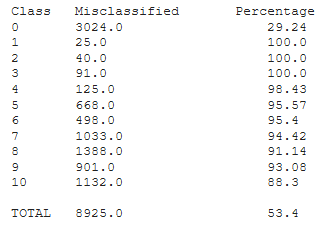 Class Misclassified Percentage
0 3024.0 29.24
1 25.0 100.0
2 40.0 100.0
3 91.0 100.0
4 125.0 98.43
5 668.0 95.57
6 498.0 95.4
7 1033.0 94.42
8 1388.0 91.14
9 901.0 93.08
10 1132.0 88.3
TOTAL 8925.0 53.4